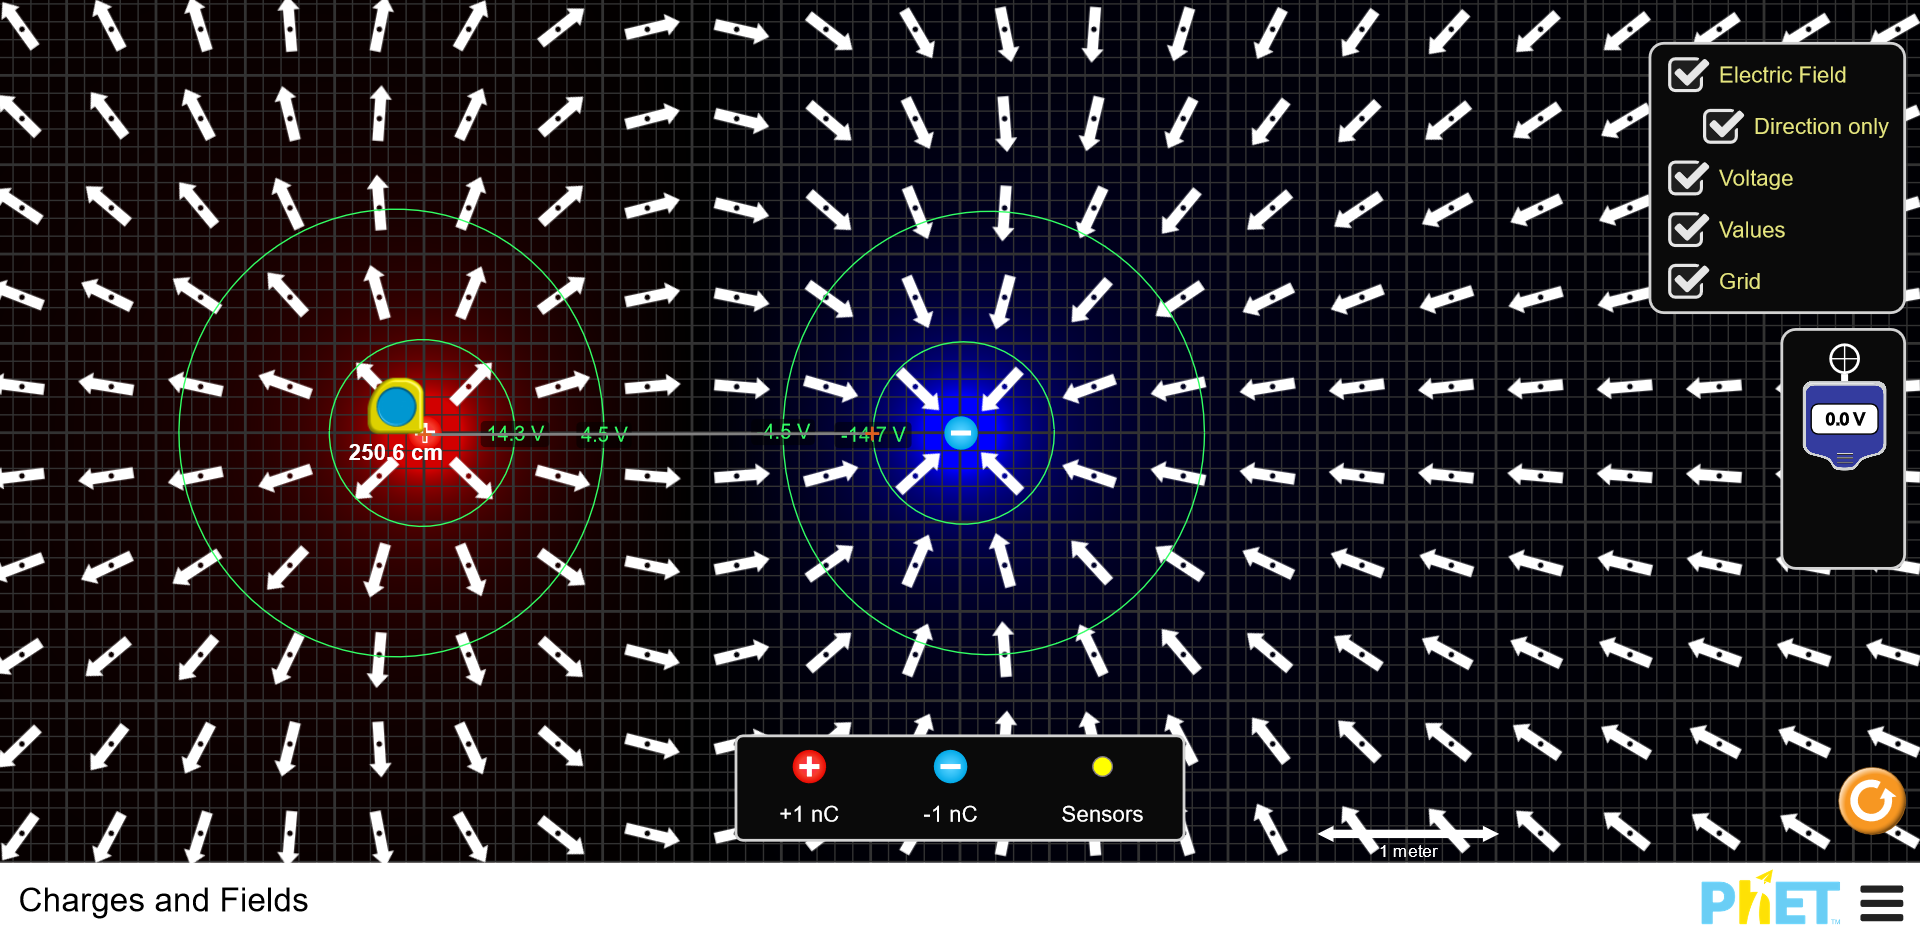 Electric Field
Direction only
Voltage
Values
Grid
0.0 V
14.3 V
4.5 V
-4.5 V
-14.7 V
250.6 cm
+1 nC
-1 nC
Sensors
1 meter
Charges and Fields
PhET
TM